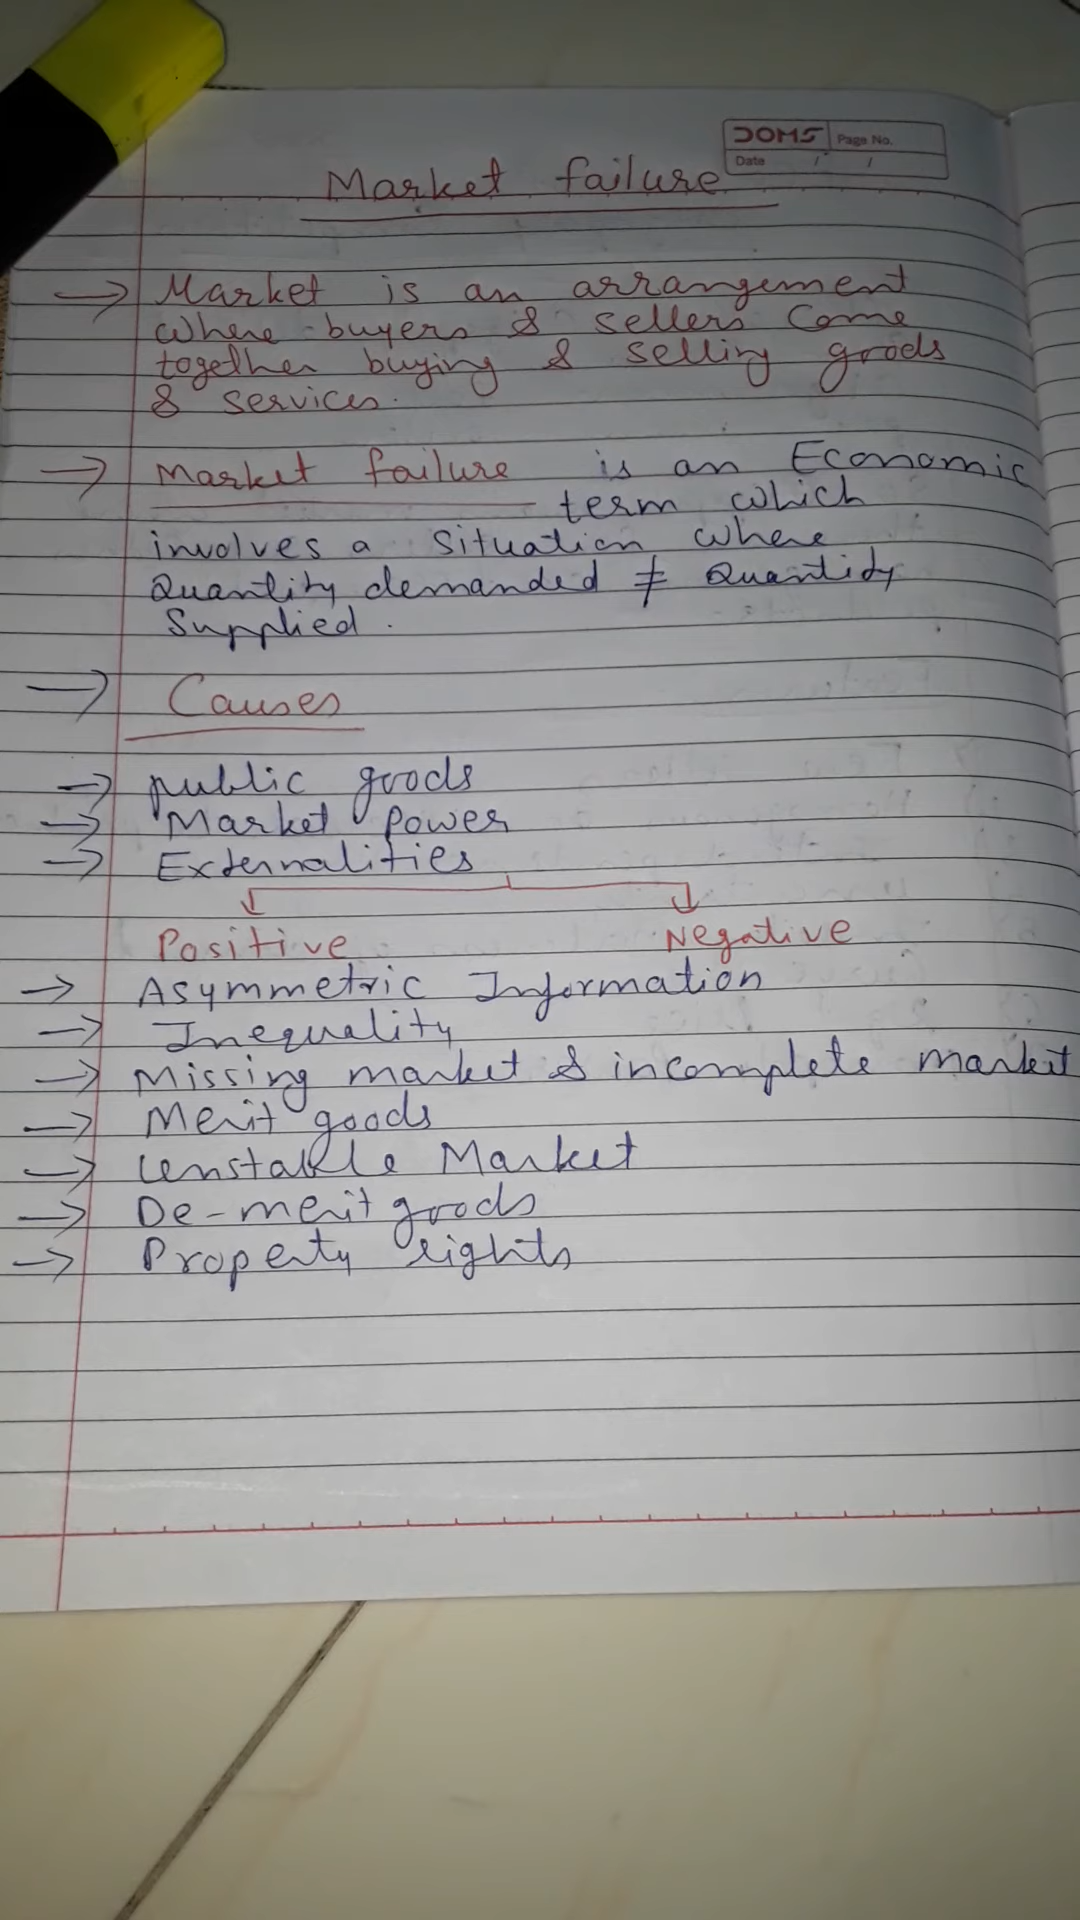 DOMS Page No.
Date / /
Market failure
→ Market is an arrangement
where buyers & sellers come
together buying & selling goods
& services.
→ Market failure is an Economic
term which
involves a situation where
Quantity demanded ≠ Quantity
Supplied.
→ Causes
→ public goods
→ Market power
→ Externalities
Positive Negative
→ Asymmetric Information
→ Inequality
→ Missing market & incomplete market
→ Merit goods
→ Unstable Market
→ De-merit goods
→ Property rights